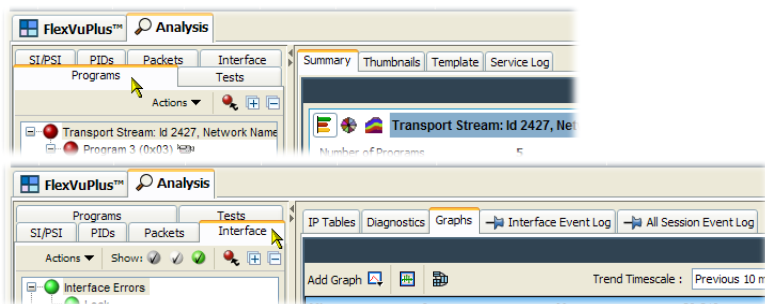 FlexVuPlus™ Analysis
SI/PSI PIDs Packets Interface
Programs Tests
Summary Thumbnails Template Service Log
Actions
Transport Stream: Id 2427, Network Name
Program 3 (0x03)
Transport Stream: Id 2427, Net
Number of Programs 5
FlexVuPlus™ Analysis
Programs Tests
SI/PSI PIDs Packets Interface
IP Tables Diagnostics Graphs Interface Event Log All Session Event Log
Actions Show:
Interface Errors
Lock
Add Graph Trend Timescale : Previous 10 m